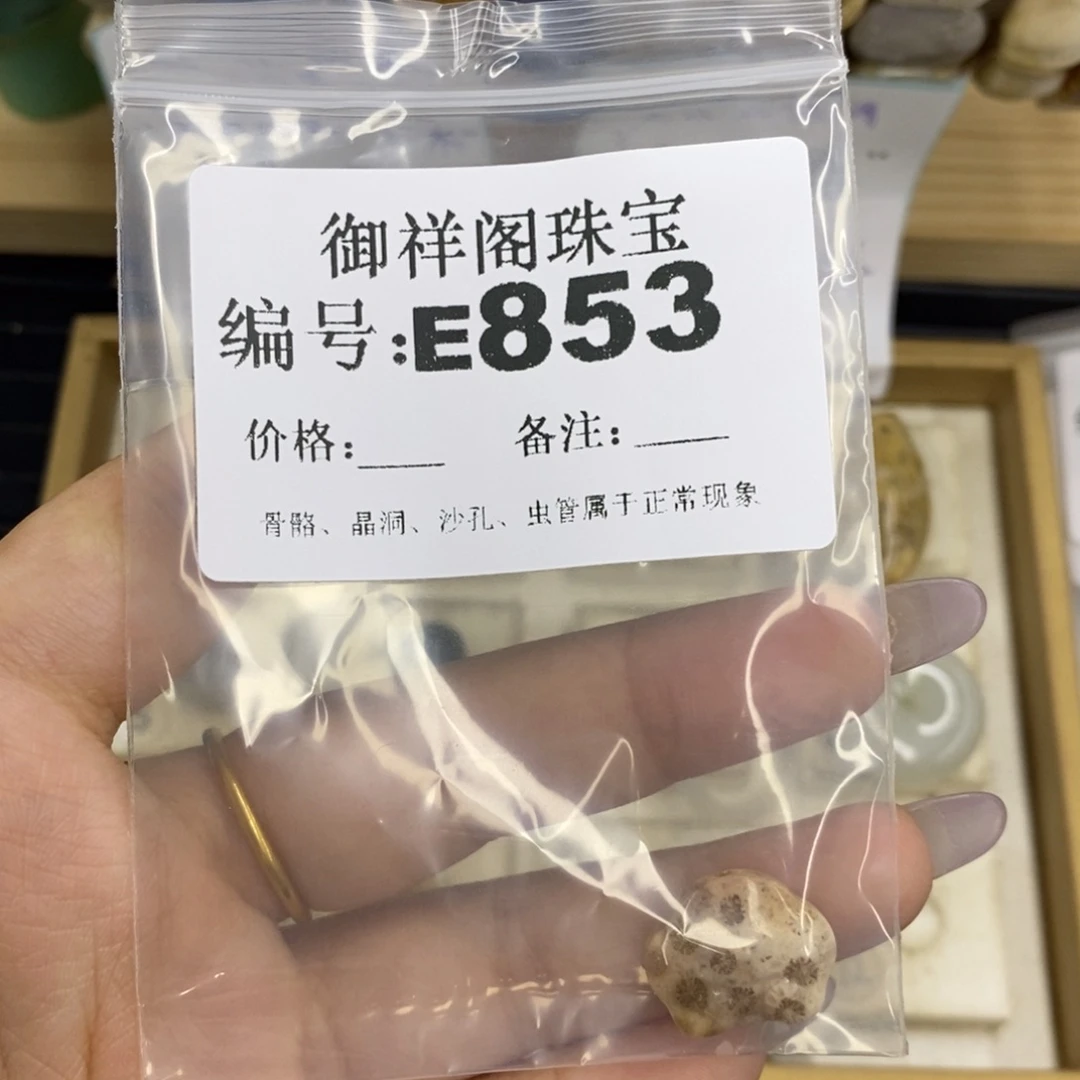 御祥阁珠宝
编号:E853
价格:____ 备注:____
骨骼、晶洞、沙孔、虫管属于正常现象